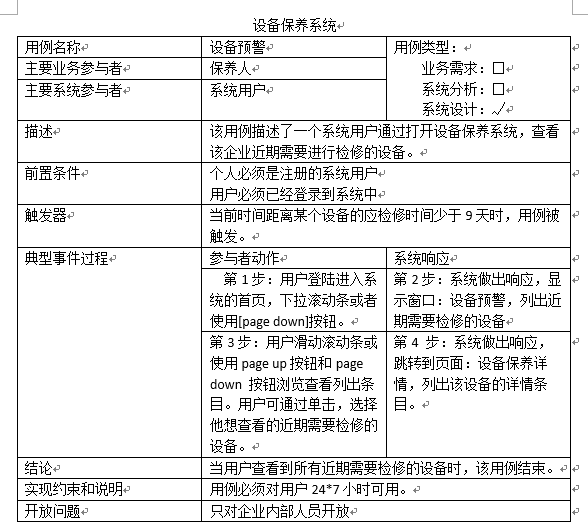 设备保养系统
用例名称 设备预警 用例类型：
主要业务参与者 保养人 业务需求：□
主要系统参与者 系统用户 系统分析：□
系统设计：√
描述 该用例描述了一个系统用户通过打开设备保养系统，查看
该企业近期需要进行检修的设备。
前置条件 个人必须是注册的系统用户
用户必须已经登录到系统中
触发器 当前时间距离某个设备的应检修时间少于 9 天时，用例被
触发。
典型事件过程 参与者动作 系统响应
第 1 步：用户登陆进入系
统的首页，下拉滚动条或者
使用[page down]按钮。
第 2 步：系统做出响应，显
示窗口：设备预警，列出近
期需要检修的设备
第 3 步：用户滑动滚动条或
使用 page up 按钮和 page
down 按钮浏览查看列出条
目。用户可通过单击，选择
他想查看的近期需要检修的
设备。
第 4 步：系统做出响应，
跳转到页面：设备保养详
情，列出该设备的详情条
目。
结论 当用户查看到所有近期需要检修的设备时，该用例结束。
实现约束和说明 用例必须对用户 24*7 小时可用。
开放问题 只对企业内部人员开放